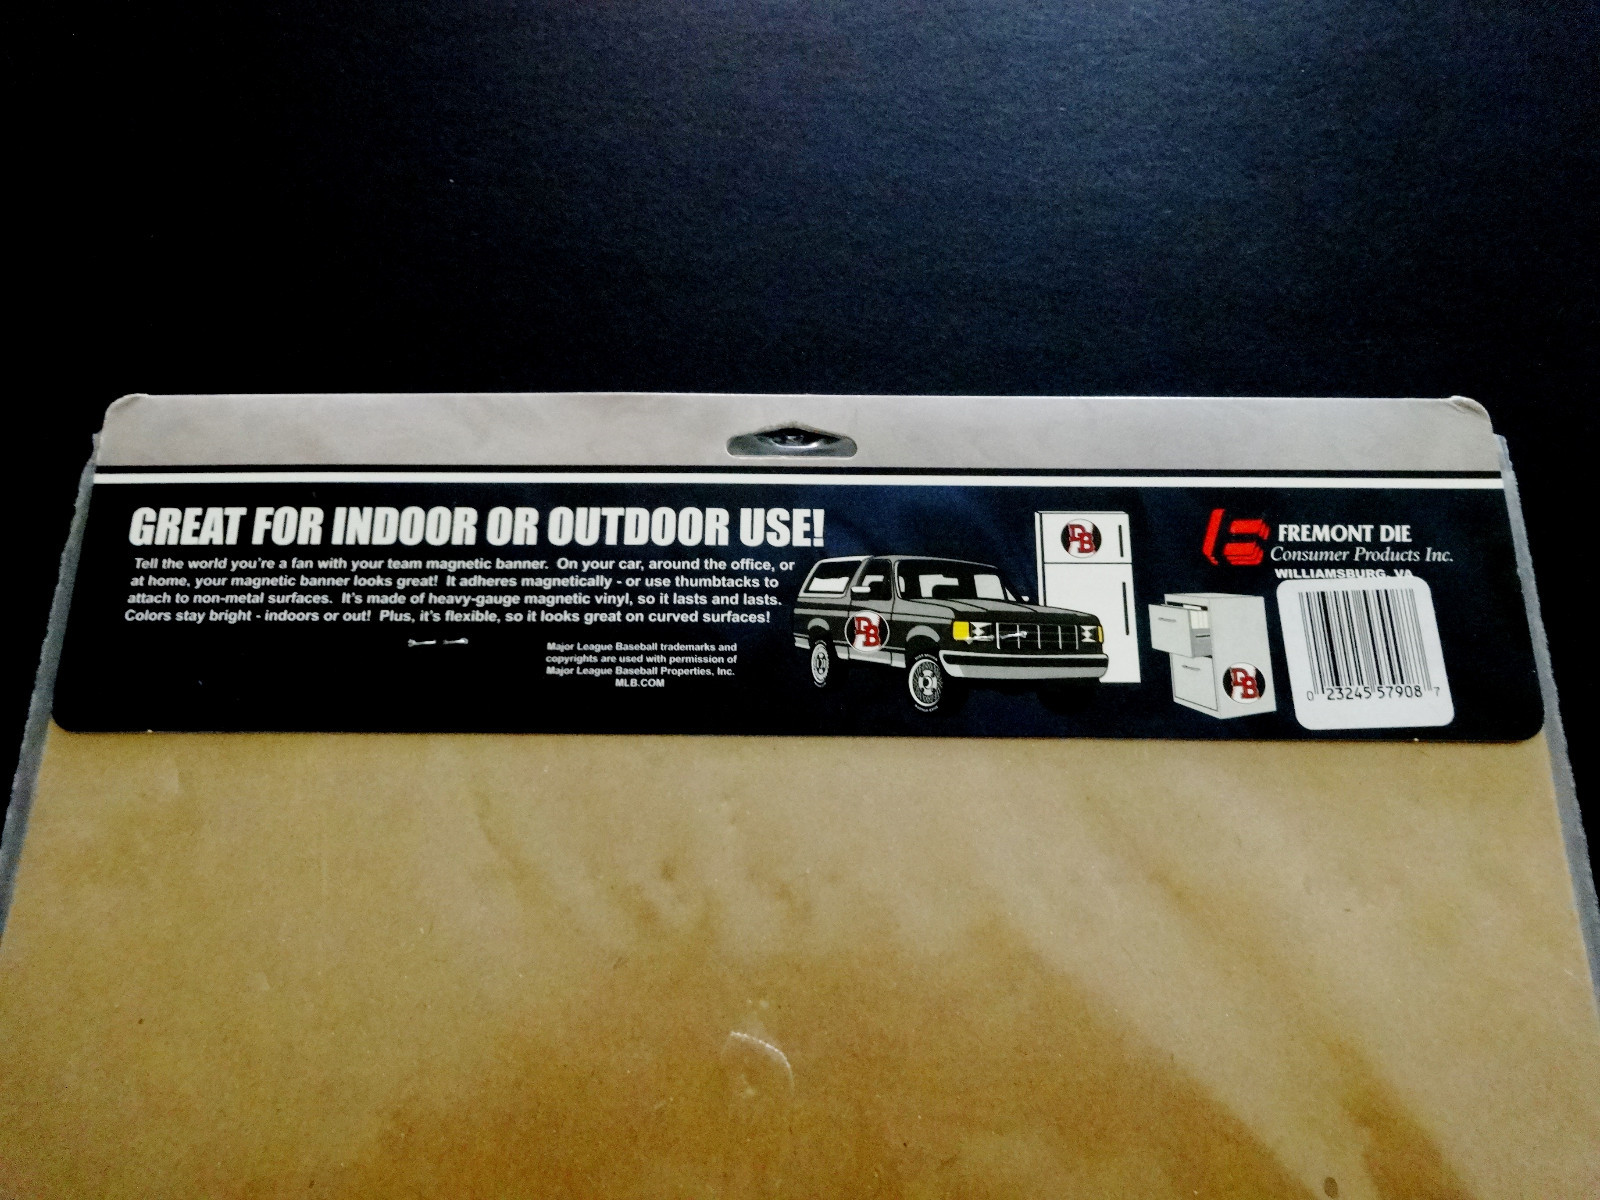 GREAT FOR INDOOR OR OUTDOOR USE!
Tell the world you're a fan with your team magnetic banner. On your car, around the office, or
at home, your magnetic banner looks great! It adheres magnetically - or use thumbtacks to
attach to non-metal surfaces. It's made of heavy-gauge magnetic vinyl, so it lasts and lasts.
Colors stay bright - indoors or out! Plus, it's flexible, so it looks great on curved surfaces!
Major League Baseball trademarks and
copyrights are used with permission of
Major League Baseball Properties, Inc.
MLB.COM
DB
DB
DB
FREMONT DIE
Consumer Products Inc.
WILLIAMSBURG, VA
0 23245 57908 7